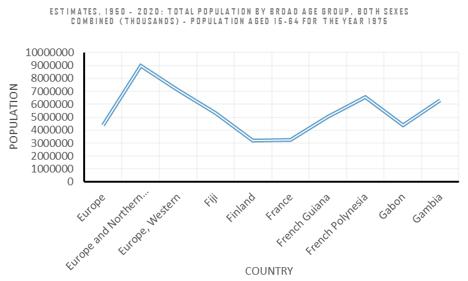 ESTIMATES, 1950 - 2020: TOTAL POPULATION BY BROAD AGE GROUP, BOTH SEXES
COMBINED (THOUSANDS) - POPULATION AGED 15-64 FOR THE YEAR 1975
10000000
9000000
8000000
7000000
6000000
5000000
4000000
3000000
2000000
1000000
0
POPULATION
Europe
Europe and Northern...
Europe, Western
Fiji
Finland
France
French Guiana
French Polynesia
Gabon
Gambia
COUNTRY